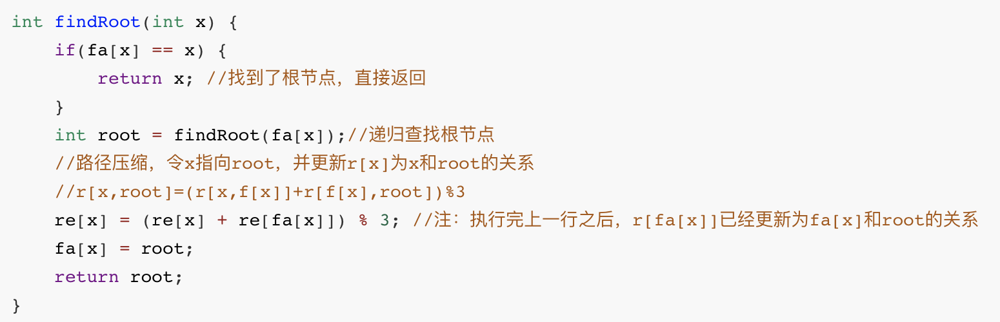 int findRoot(int x) {
    if(fa[x] == x) {
        return x; //找到了根节点，直接返回
    }
    int root = findRoot(fa[x]);//递归查找根节点
    //路径压缩，令x指向root，并更新r[x]为x和root的关系
    //r[x,root]=(r[x,f[x]]+r[f[x],root])%3
    re[x] = (re[x] + re[fa[x]]) % 3; //注：执行完上一行之后，r[fa[x]]已经更新为fa[x]和root的关系
    fa[x] = root;
    return root;
}